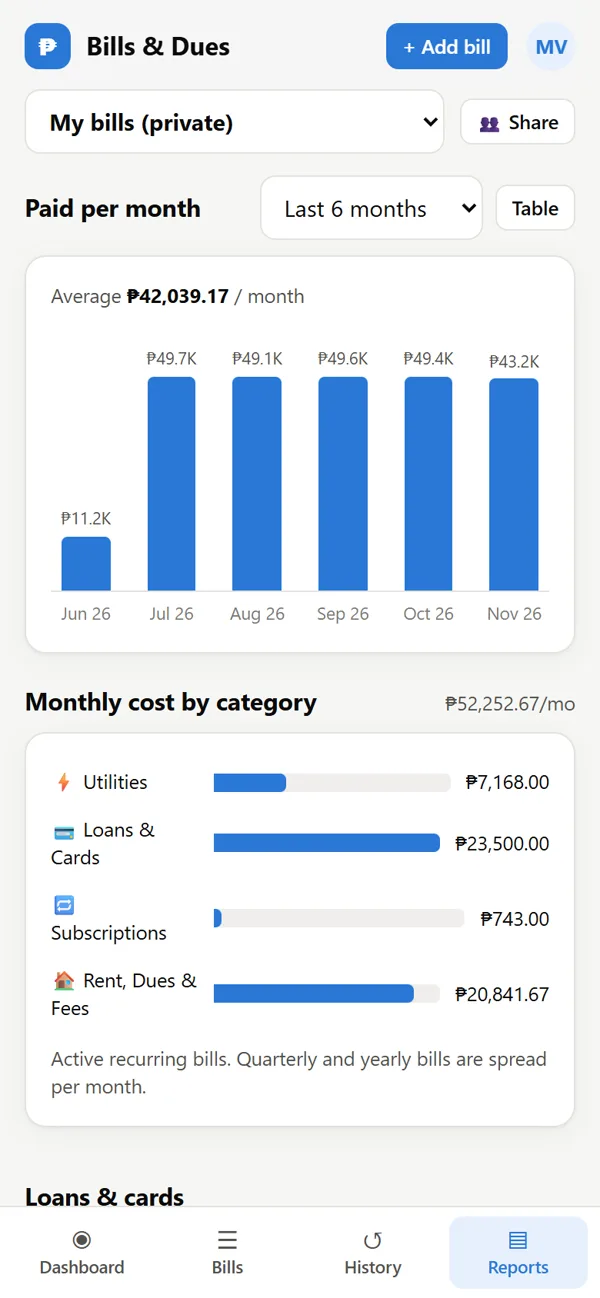 ₱ Bills & Dues + Add bill MV
My bills (private) Share
Paid per month Last 6 months Table
Average ₱42,039.17 / month
₱49.7K ₱49.1K ₱49.6K ₱49.4K ₱43.2K
₱11.2K
Jun 26 Jul 26 Aug 26 Sep 26 Oct 26 Nov 26
Monthly cost by category ₱52,252.67/mo
Utilities ₱7,168.00
Loans &
Cards ₱23,500.00
Subscriptions ₱743.00
Rent, Dues &
Fees ₱20,841.67
Active recurring bills. Quarterly and yearly bills are spread
per month.
Loans & cards
Dashboard Bills History Reports